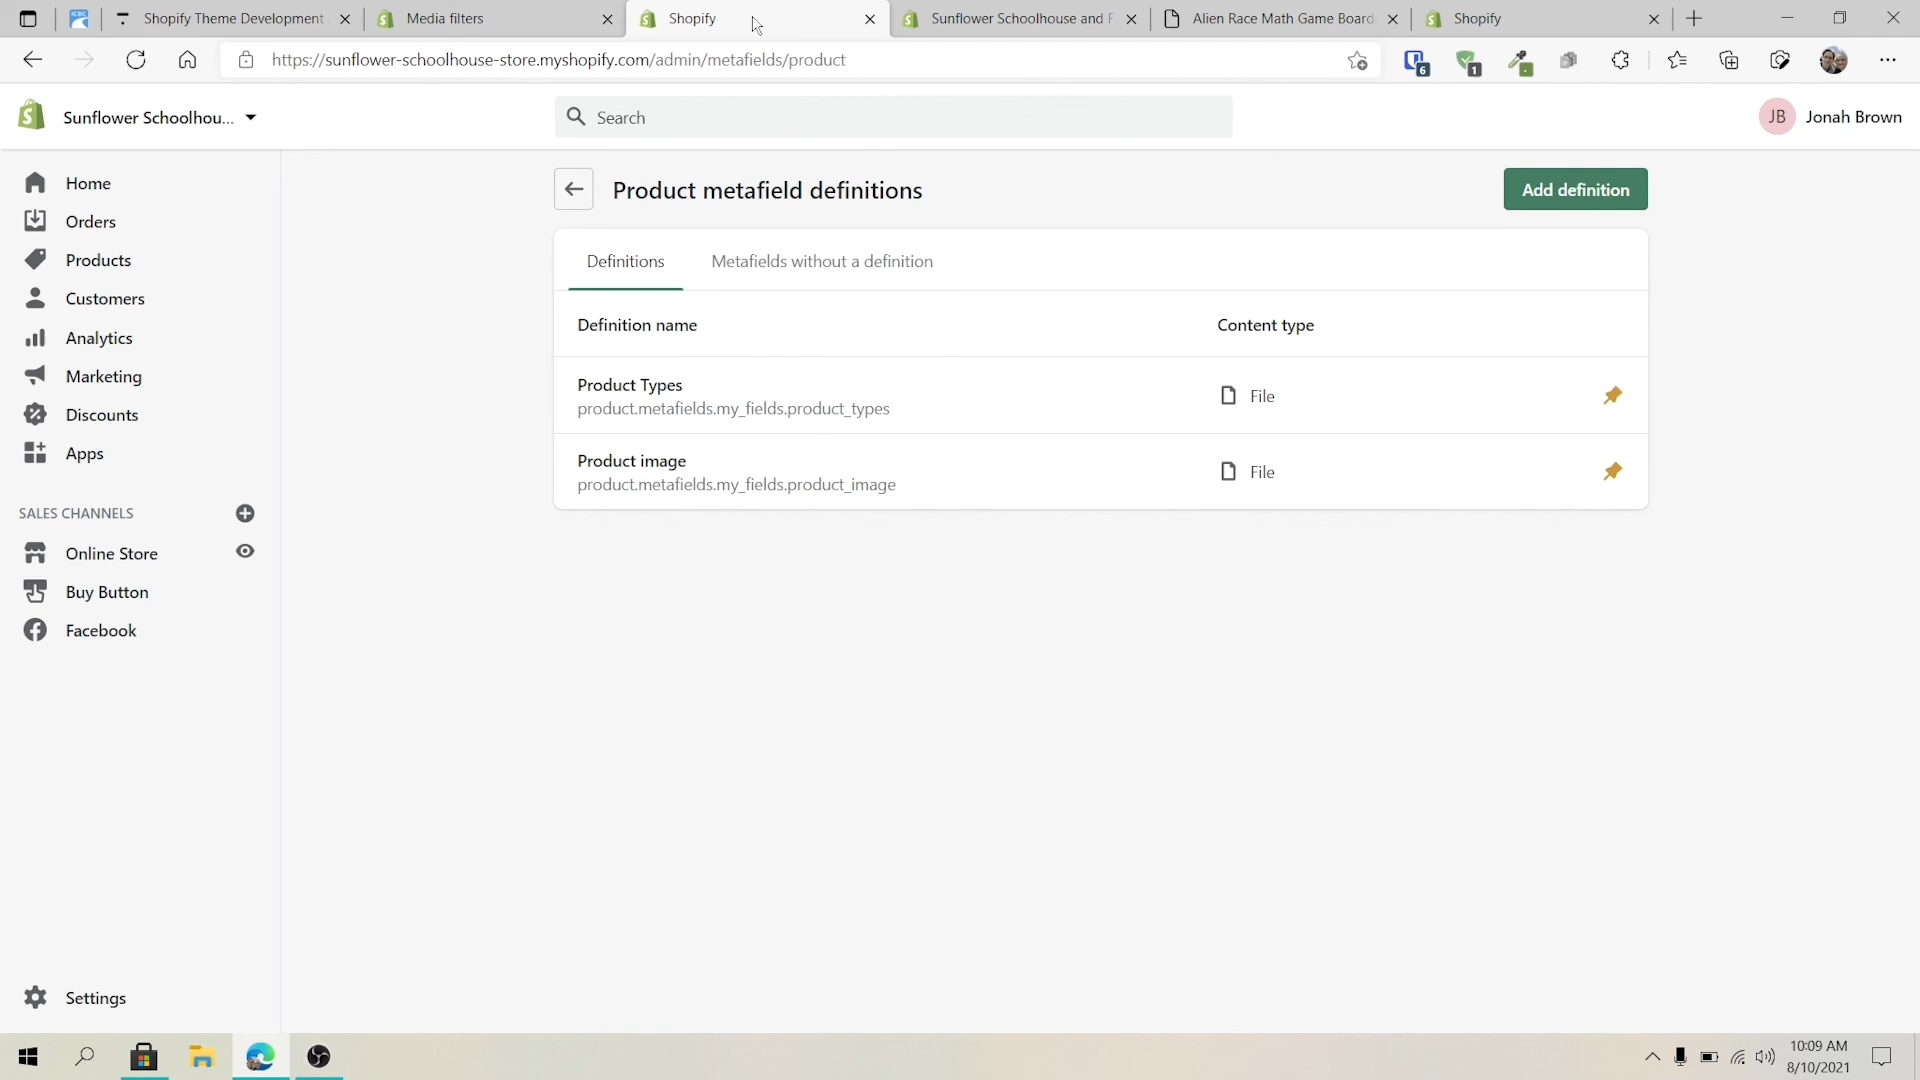 Shopify Theme Development
Media filters
Shopify
Sunflower Schoolhouse and F
Alien Race Math Game Board
Shopify
https://sunflower-schoolhouse-store.myshopify.com/admin/metafields/product
6
1
Sunflower Schoolhou...
Search
JB
Jonah Brown
Home
Orders
Products
Customers
Analytics
Marketing
Discounts
Apps
SALES CHANNELS
Online Store
Buy Button
Facebook
Settings
Product metafield definitions
Add definition
Definitions
Metafields without a definition
Definition name
Content type
Product Types
product.metafields.my_fields.product_types
File
Product image
product.metafields.my_fields.product_image
File
10:09 AM
8/10/2021